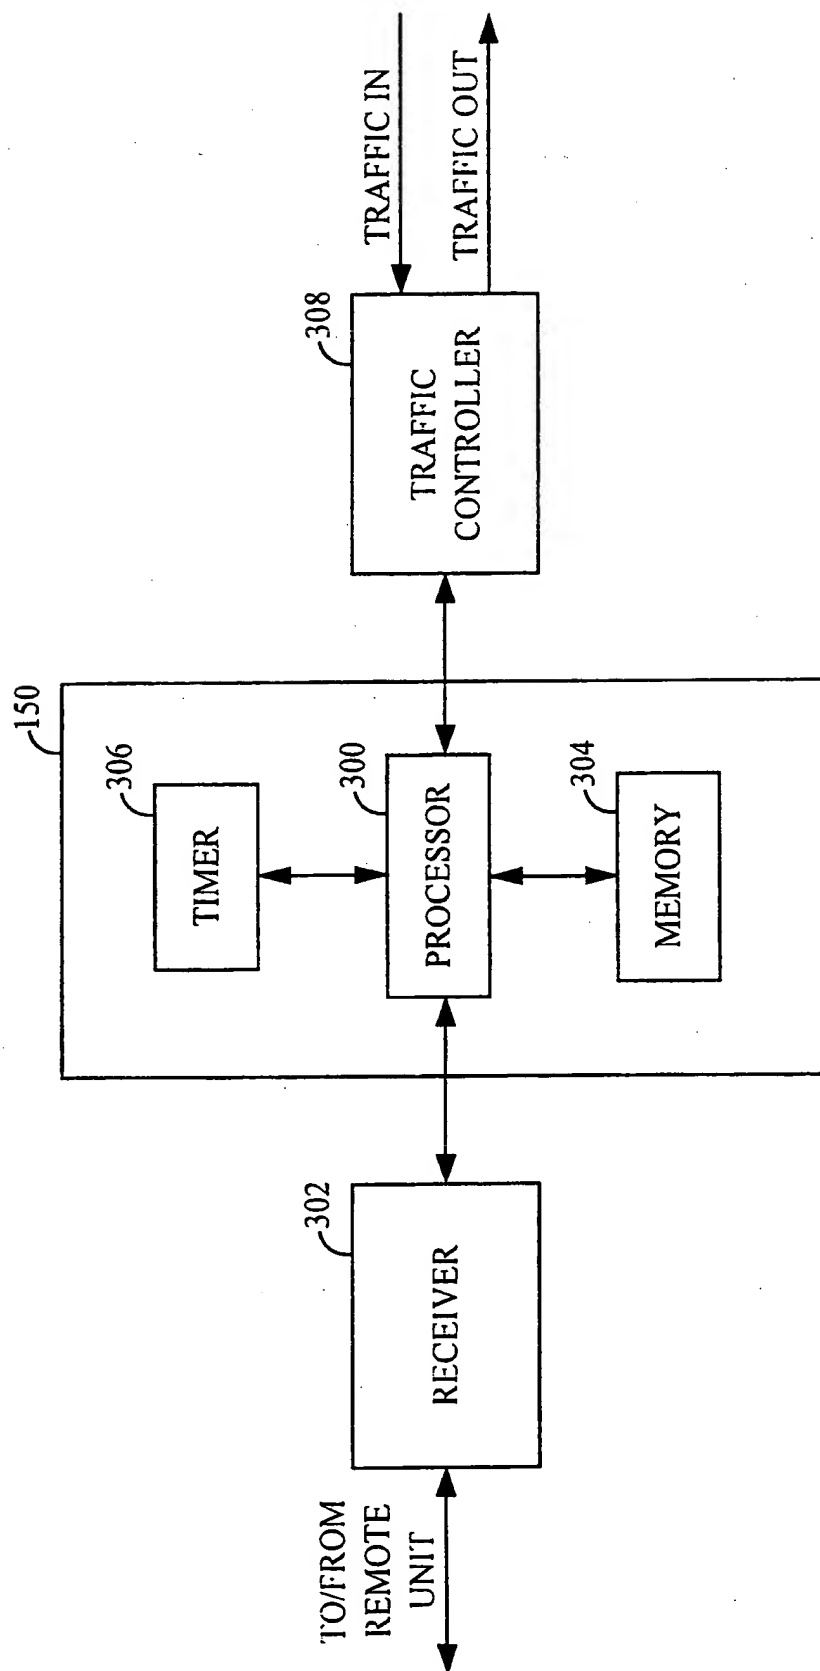 TO/FROM
REMOTE
UNIT
302
RECEIVER
150
306
TIMER
300
PROCESSOR
304
MEMORY
308
TRAFFIC
CONTROLLER
TRAFFIC IN
TRAFFIC OUT